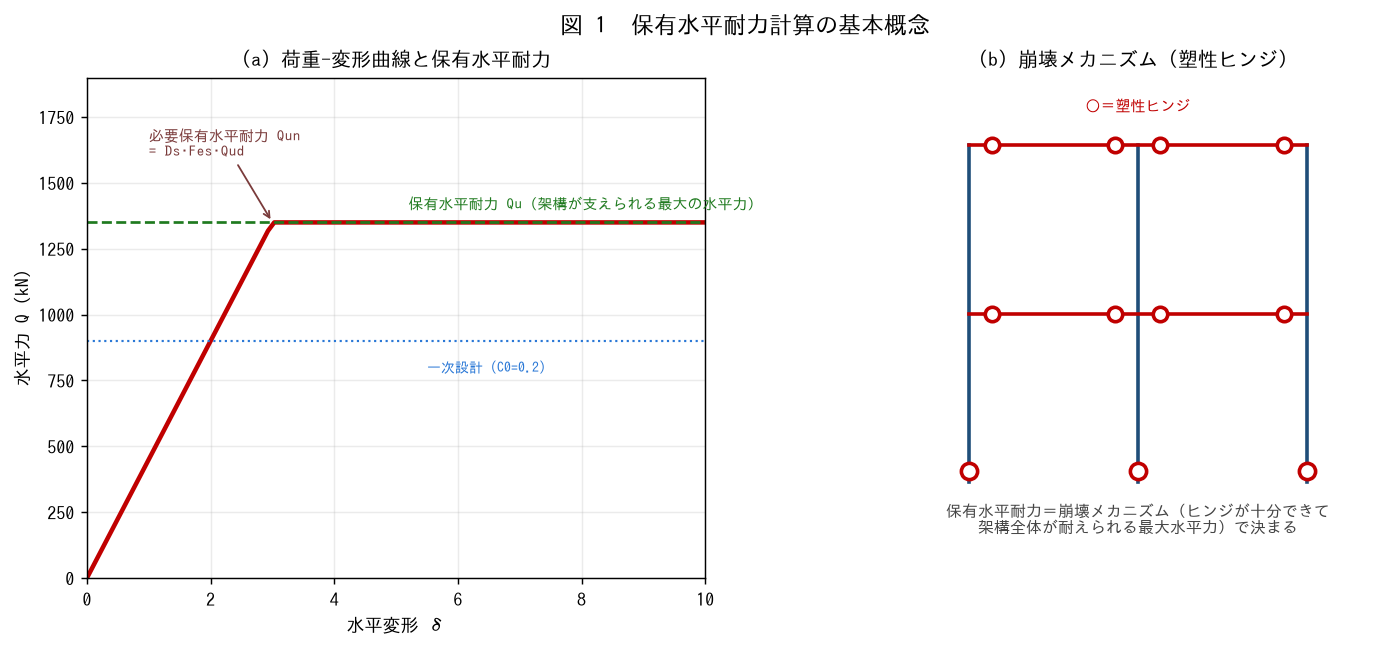 図 1　保有水平耐力計算の基本概念
(a) 荷重-変形曲線と保有水平耐力
1750
1500
1250
1000
750
500
250
0
水平力 Q (kN)
必要保有水平耐力 Qun
= Ds·Fes·Qud
保有水平耐力 Qu（架構が支えられる最大の水平力）
一次設計 (C0=0.2)
0 2 4 6 8 10
水平変形 δ
(b) 崩壊メカニズム（塑性ヒンジ）
○＝塑性ヒンジ
保有水平耐力＝崩壊メカニズム（ヒンジが十分できて
架構全体が耐えられる最大水平力）で決まる